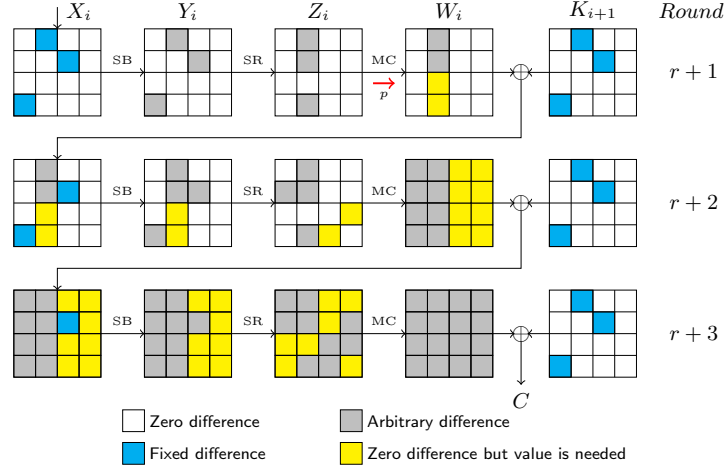 X_i Y_i Z_i W_i K_{i+1} Round
SB SR MC p r + 1
SB SR MC r + 2
SB SR MC r + 3
C
Zero difference Arbitrary difference
Fixed difference Zero difference but value is needed